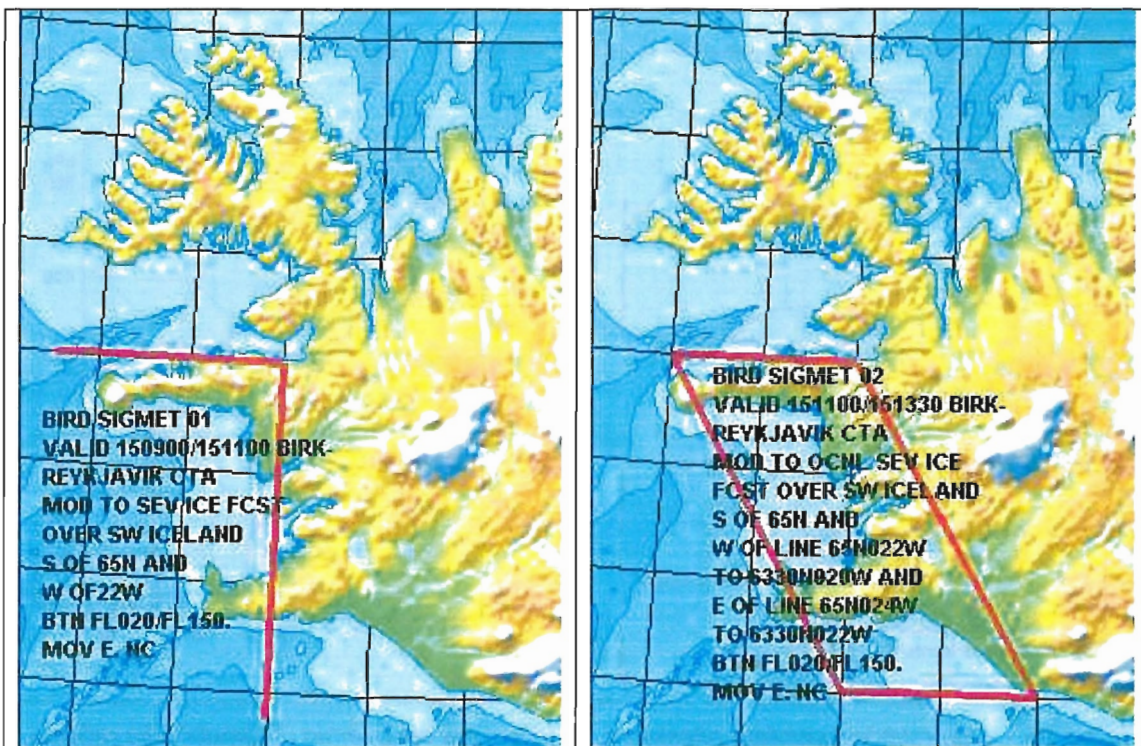 BIRD SIGMET 01
VALID 150900/151100 BIRK-
REYKJAVIK CTA
MOD TO SEV ICE FCST
OVER SW ICELAND
S OF 65N AND
W OF22W
BTN FL020/FL150.
MOV E. NC
BIRD SIGMET 02
VALID 151100/151330 BIRK-
REYKJAVIK CTA
MOD TO OCNL SEV ICE
FCST OVER SW ICELAND
S OF 65N AND
W OF LINE 65N022W
TO 6330N020W AND
E OF LINE 65N024W
TO 6330N022W
BTN FL020/FL150.
MOV E. NC